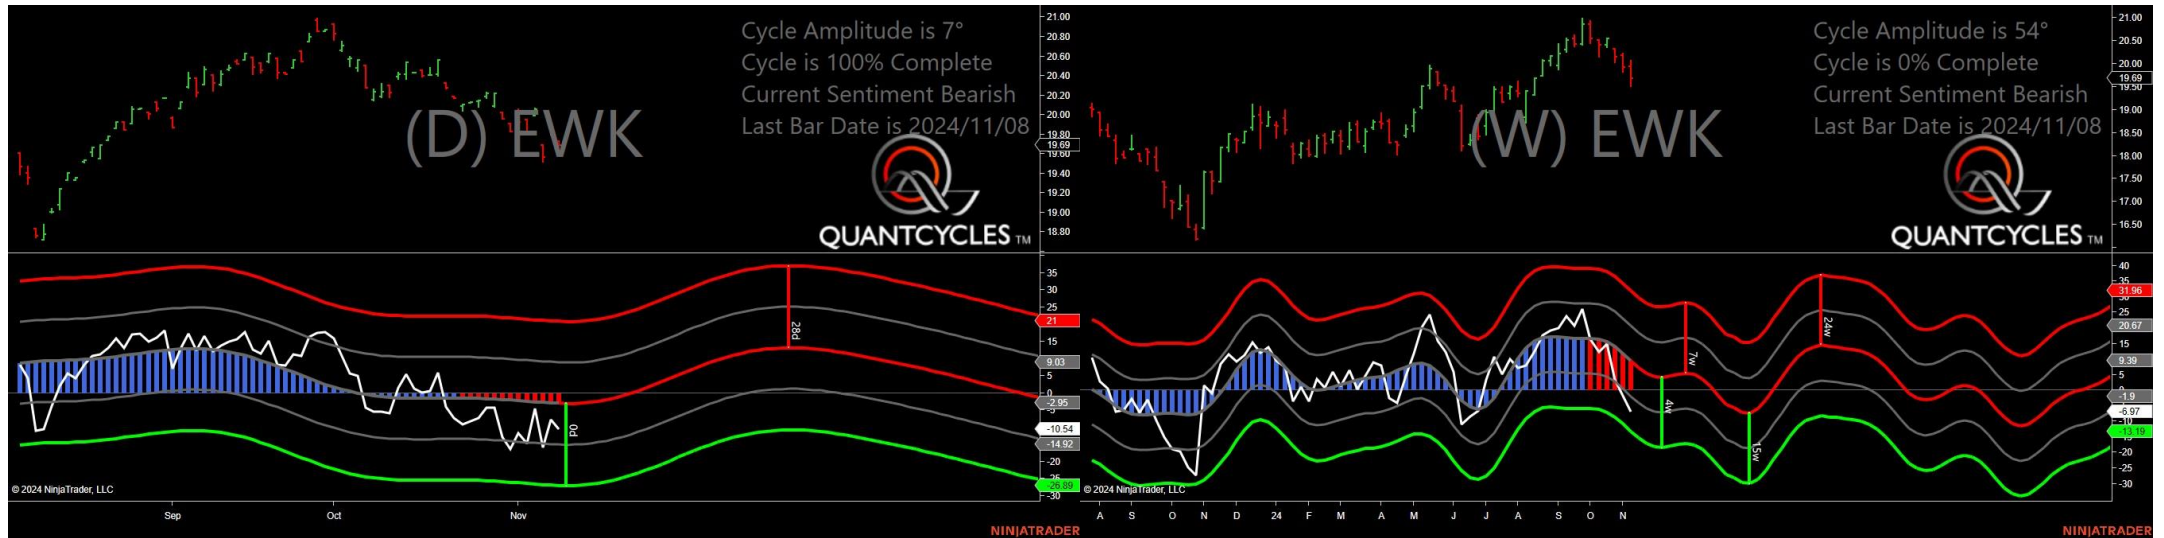 Cycle Amplitude is 7°
Cycle is 100% Complete
Current Sentiment Bearish
Last Bar Date is 2024/11/08
(D) EWK
QUANTCYCLES TM
21.00
20.80
20.60
20.40
20.20
20.00
19.80
19.69
19.60
19.40
19.20
19.00
18.80
35
30
25
21
15
9.03
5
0
-2.95
-5
-10.54
-14.92
-20
-25
-26.89
-30
28d
0d
© 2024 NinjaTrader, LLC
Sep
Oct
Nov
NINJATRADER
Cycle Amplitude is 54°
Cycle is 0% Complete
Current Sentiment Bearish
Last Bar Date is 2024/11/08
(W) EWK
QUANTCYCLES TM
21.00
20.50
20.00
19.69
19.50
19.00
18.50
18.00
17.50
17.00
16.50
40
35
31.96
25
20.67
15
9.39
5
-1.9
-6.97
-10
-13.19
-20
-25
-30
7w
24w
4w
15w
© 2024 NinjaTrader, LLC
A
S
O
N
D
24
F
M
A
M
J
J
A
S
O
N
NINJATRADER